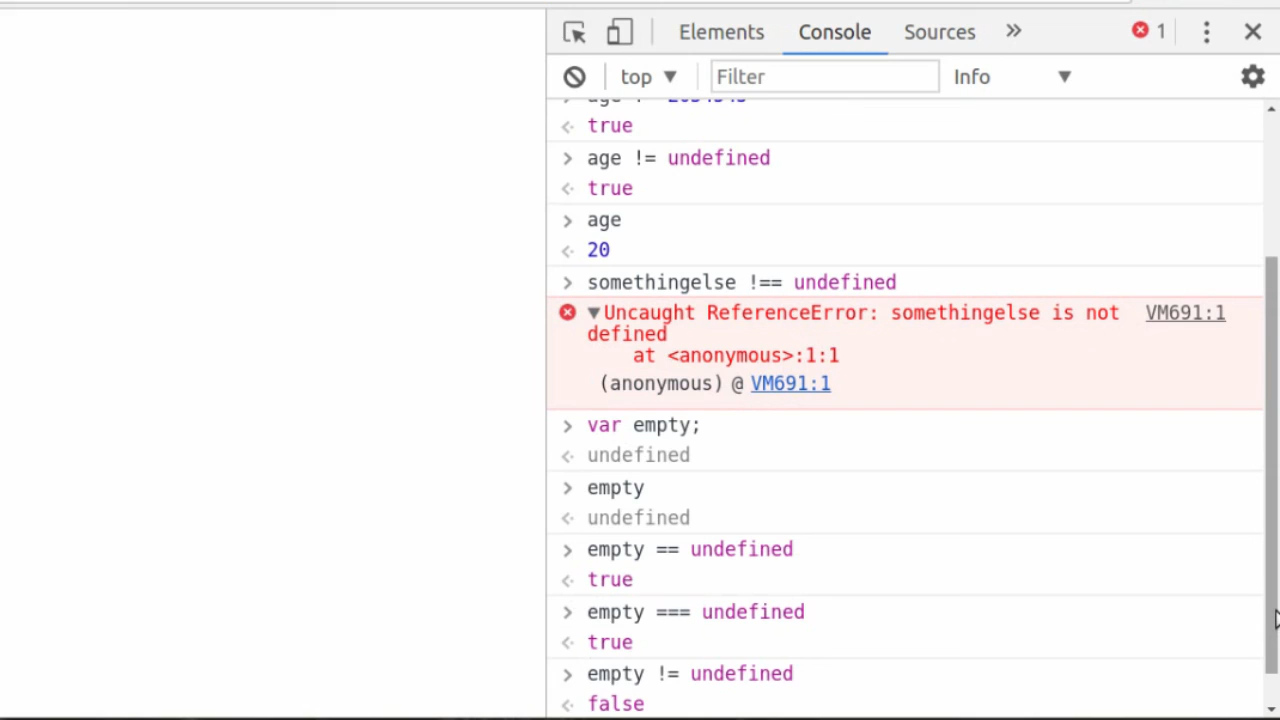 Elements Console Sources » 1
top ▼ Filter Info ▼
true
> age != undefined
true
> age
20
> somethingelse !== undefined
▼Uncaught ReferenceError: somethingelse is not VM691:1
defined
at <anonymous>:1:1
(anonymous) @ VM691:1
> var empty;
undefined
> empty
undefined
> empty == undefined
true
> empty === undefined
true
> empty != undefined
false